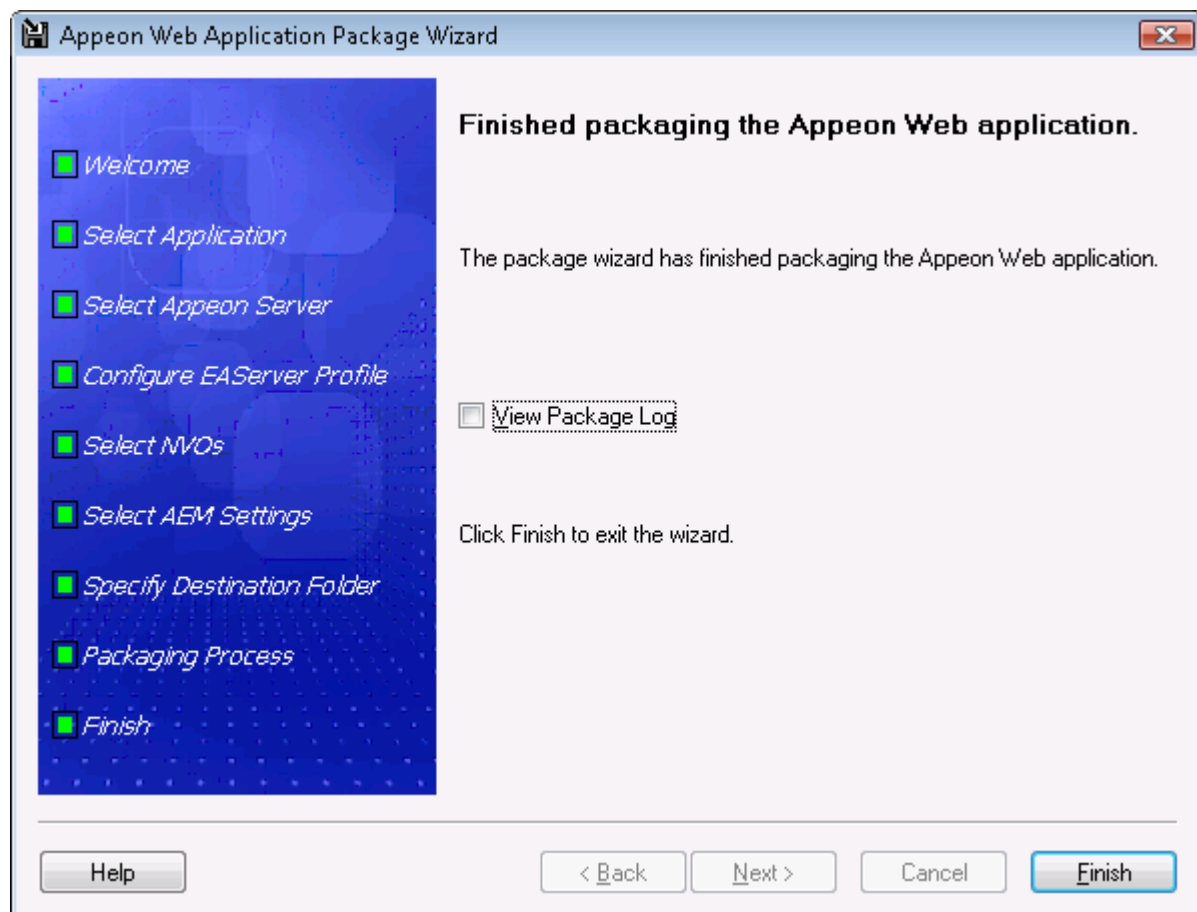 Appeon Web Application Package Wizard
Welcome
Select Application
Select Appeon Server
Configure EAServer Profile
Select NVOs
Select AEM Settings
Specify Destination Folder
Packaging Process
Finish
Finished packaging the Appeon Web application.
The package wizard has finished packaging the Appeon Web application.
View Package Log
Click Finish to exit the wizard.
Help
< Back
Next >
Cancel
Finish